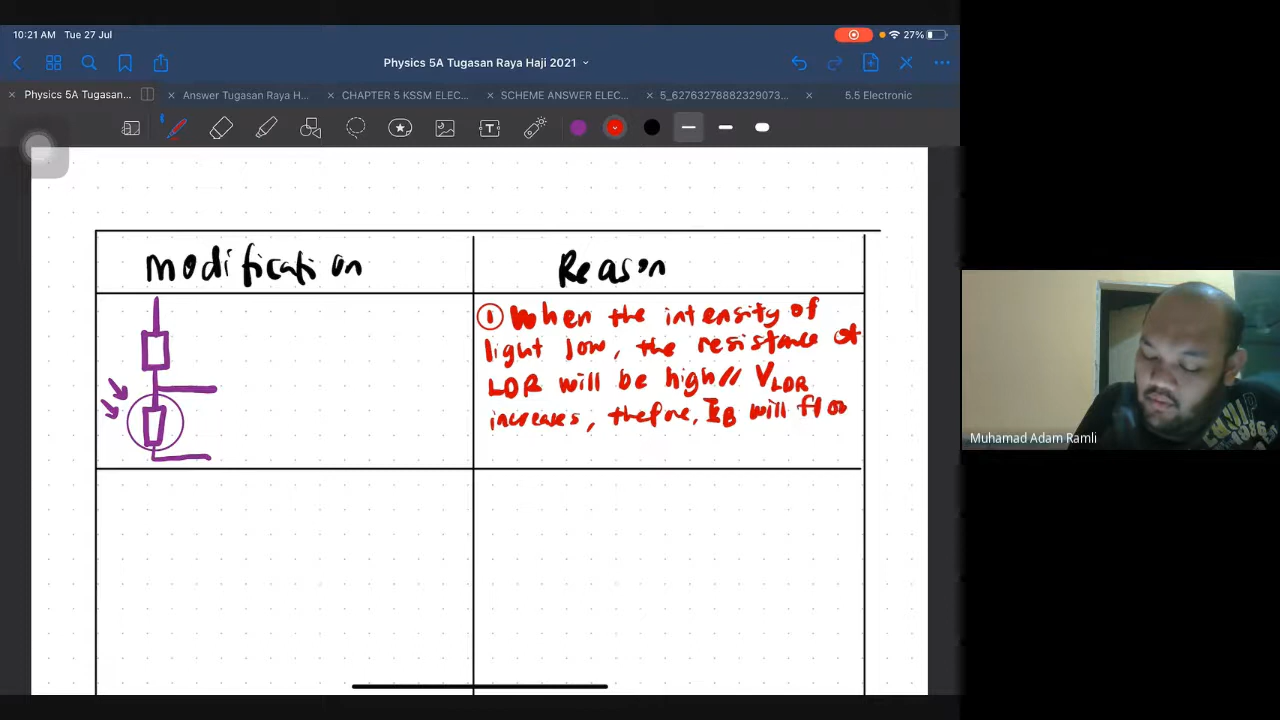 10:21 AM Tue 27 Jul
27%
Physics 5A Tugasan Raya Haji 2021
Physics 5A Tugasan...
Answer Tugasan Raya H...
CHAPTER 5 KSSM ELEC...
SCHEME ANSWER ELEC...
5_62763278882329073...
5.5 Electronic
modification
Reason
① When the intensity of
light low, the resistance of
LDR will be high // VLDR
increases, therfore, IB will flo
Muhamad Adam Ramli